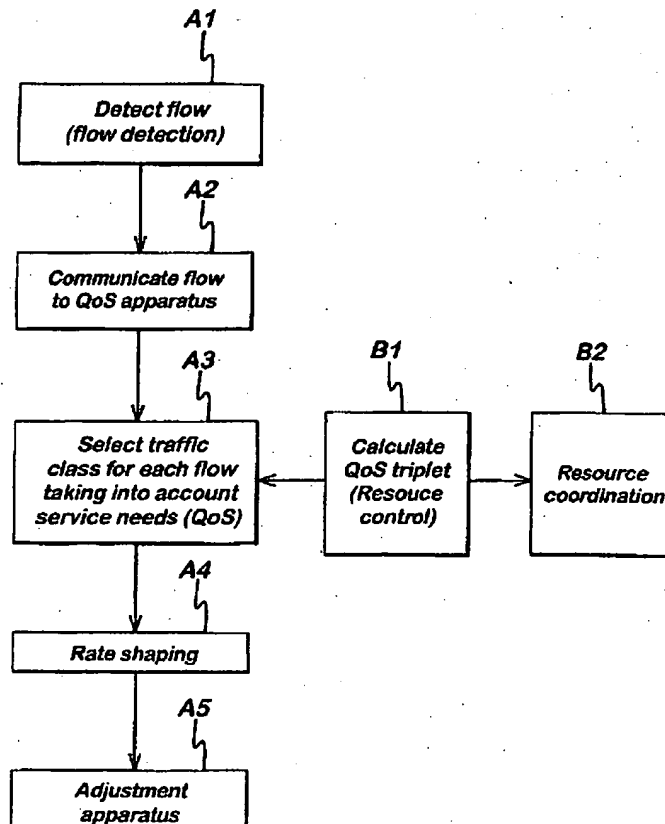 A1
Detect flow
(flow detection)
A2
Communicate flow
to QoS apparatus
A3
Select traffic
class for each flow
taking into account
service needs (QoS)
B1
Calculate
QoS triplet
(Resouce
control)
B2
Resource
coordination
A4
Rate shaping
A5
Adjustment
apparatus